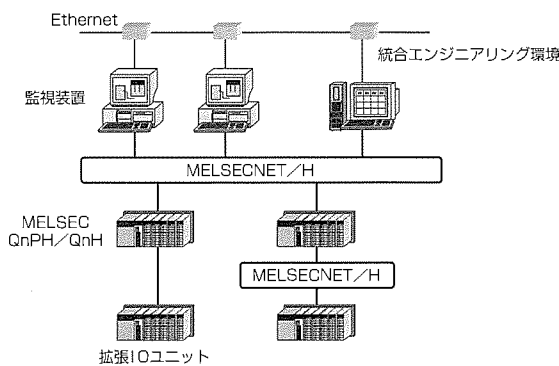 Ethernet
統合エンジニアリング環境
監視装置
MELSECNET/H
MELSEC
QnPH/QnH
MELSECNET/H
拡張IOユニット